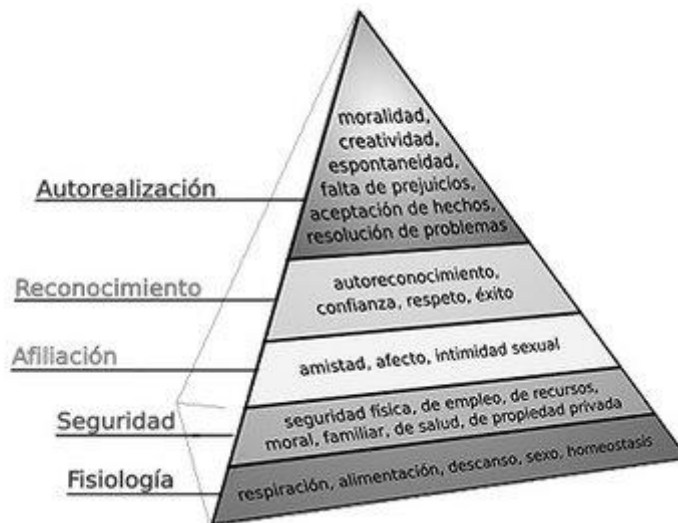 moralidad,
creatividad,
espontaneidad,
falta de prejuicios,
aceptación de hechos,
resolución de problemas
Autorealización
autoreconocimiento,
confianza, respeto, éxito
Reconocimiento
amistad, afecto, intimidad sexual
Afiliación
seguridad física, de empleo, de recursos,
moral, familiar, de salud, de propiedad privada
Seguridad
respiración, alimentación, descanso, sexo, homeostasis
Fisiología